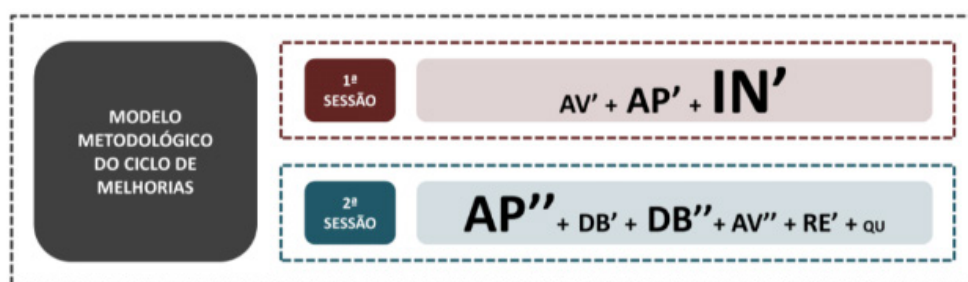 MODELO
METODOLÓGICO
DO CICLO DE
MELHORIAS
1ª
SESSÃO
AV’ + AP’ + IN’
2ª
SESSÃO
AP’’ + DB’ + DB’’ + AV’’ + RE’ + QU